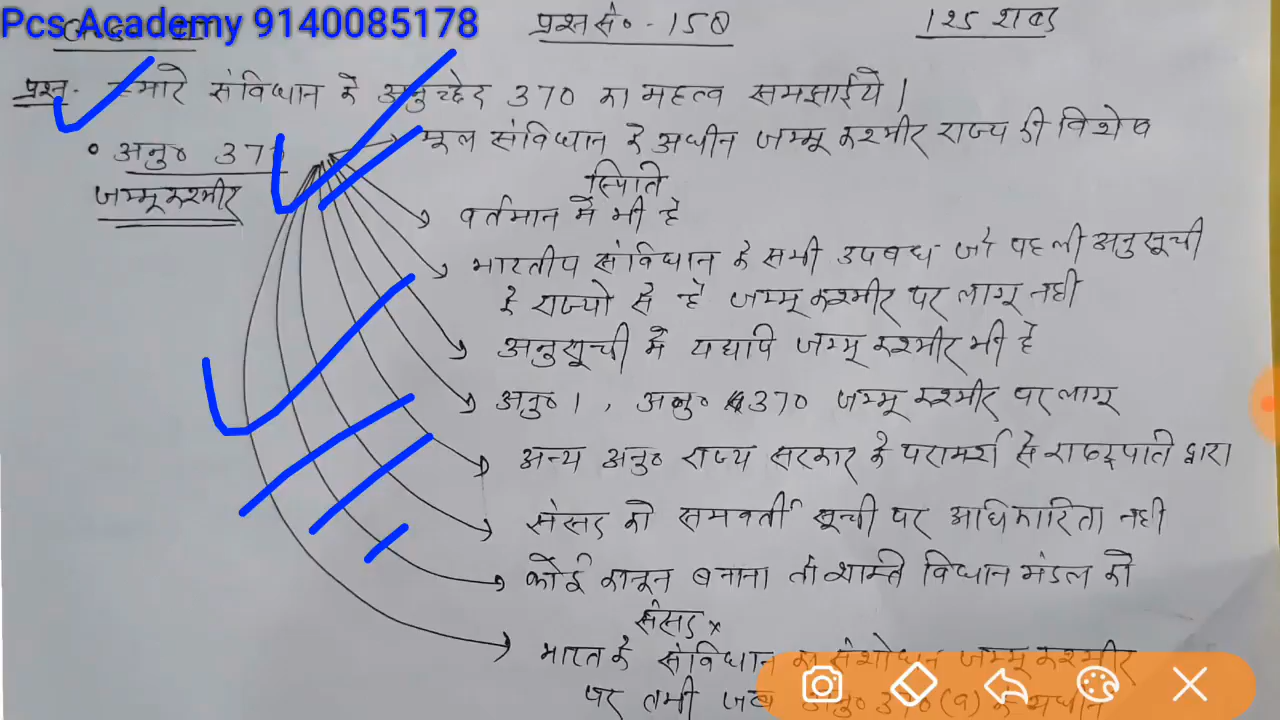 Pcs Academy 9140085178
प्रश्न सं० - 150
125 शब्द
प्रश्न- हमारे संविधान के अनुच्छेद 370 का महत्व समझाईये।
• अनु० 370
जम्मू कश्मीर
मूल संविधान के अधीन जम्मू कश्मीर राज्य की विशेष
स्थिति
वर्तमान में भी है
भारतीय संविधान के सभी उपबंध जो पहली अनुसूची
के राज्यो से है जम्मू कश्मीर पर लागू नही
अनुसूची में यद्यपि जम्मू कश्मीर भी है
अनु० 1, अनु० 370 जम्मू कश्मीर पर लागू
अन्य अनु० राज्य सरकार के परामर्श से राष्ट्रपति द्वारा
संसद को समवर्ती सूची पर अधिकारिता नही
कोई कानून बनाना तो शक्ति विधान मंडल को
संसद x
भारत के संविधान का संशोधन जम्मू कश्मीर
पर तभी जब अनु० 370 के अधीन